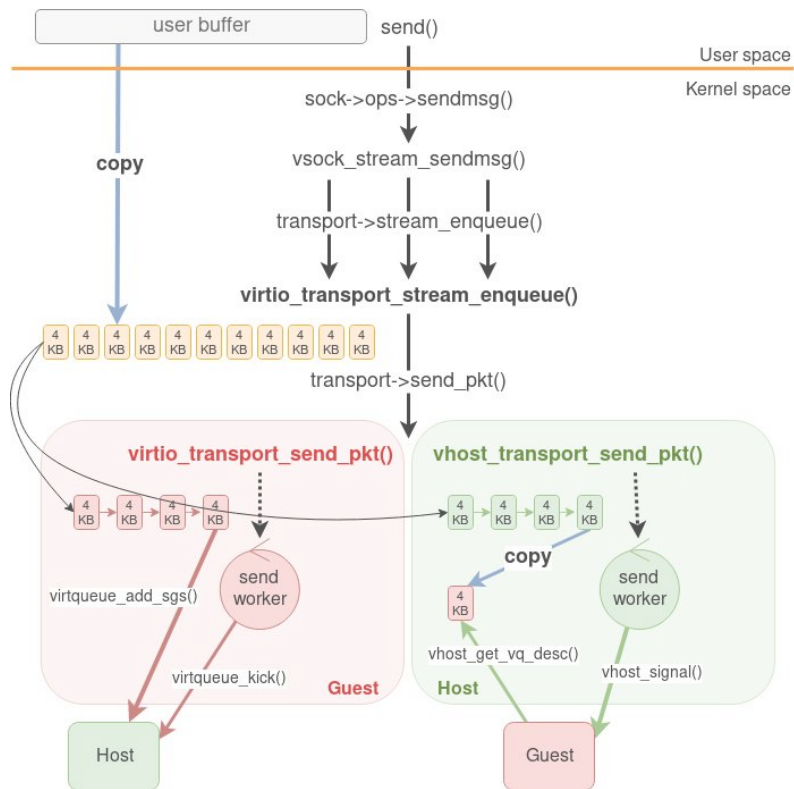 user buffer
send()
User space
Kernel space
sock->ops->sendmsg()
copy
vsock_stream_sendmsg()
transport->stream_enqueue()
virtio_transport_stream_enqueue()
4 4 4 4 4 4 4 4 4 4 4
KB KB KB KB KB KB KB KB KB KB KB
transport->send_pkt()
virtio_transport_send_pkt()
vhost_transport_send_pkt()
4 4 4 4
KB KB KB KB
4 4 4 4
KB KB KB KB
copy
send
worker
send
worker
virtqueue_add_sgs()
4
KB
vhost_get_vq_desc()
virtqueue_kick()
vhost_signal()
Guest
Host
Host
Guest